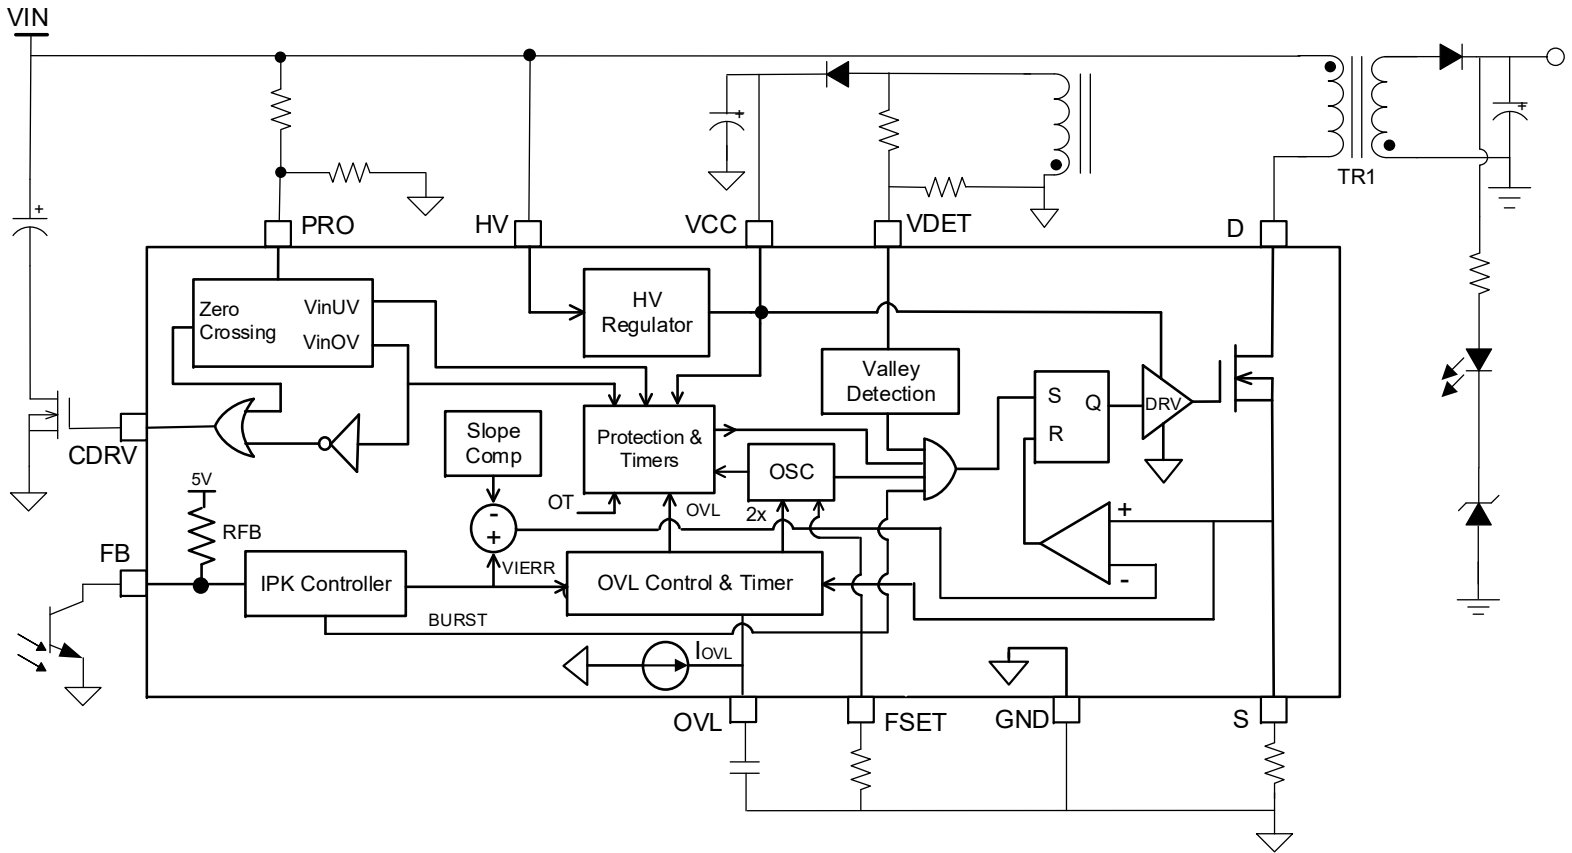 VIN
TR1
PRO
HV
VCC
VDET
D
Zero
Crossing
VinUV
VinOV
HV
Regulator
Valley
Detection
S
Q
R
DRV
CDRV
Slope
Comp
Protection &
Timers
OSC
OT
OVL
2x
5V
RFB
FB
-
+
VIERR
+
-
IPK Controller
OVL Control & Timer
BURST
IOVL
OVL
FSET
GND
S
+
+
+